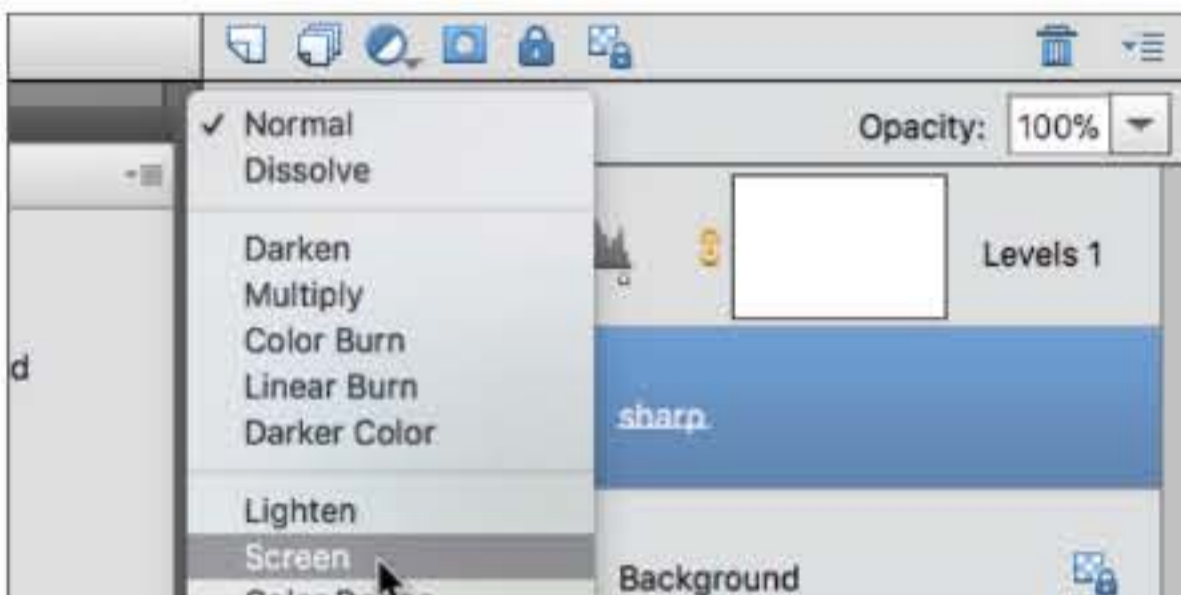 Normal
Dissolve
Opacity: 100%
Darken
Multiply
Color Burn
Linear Burn
Darker Color
Levels 1
d
sharp
Lighten
Screen
Background